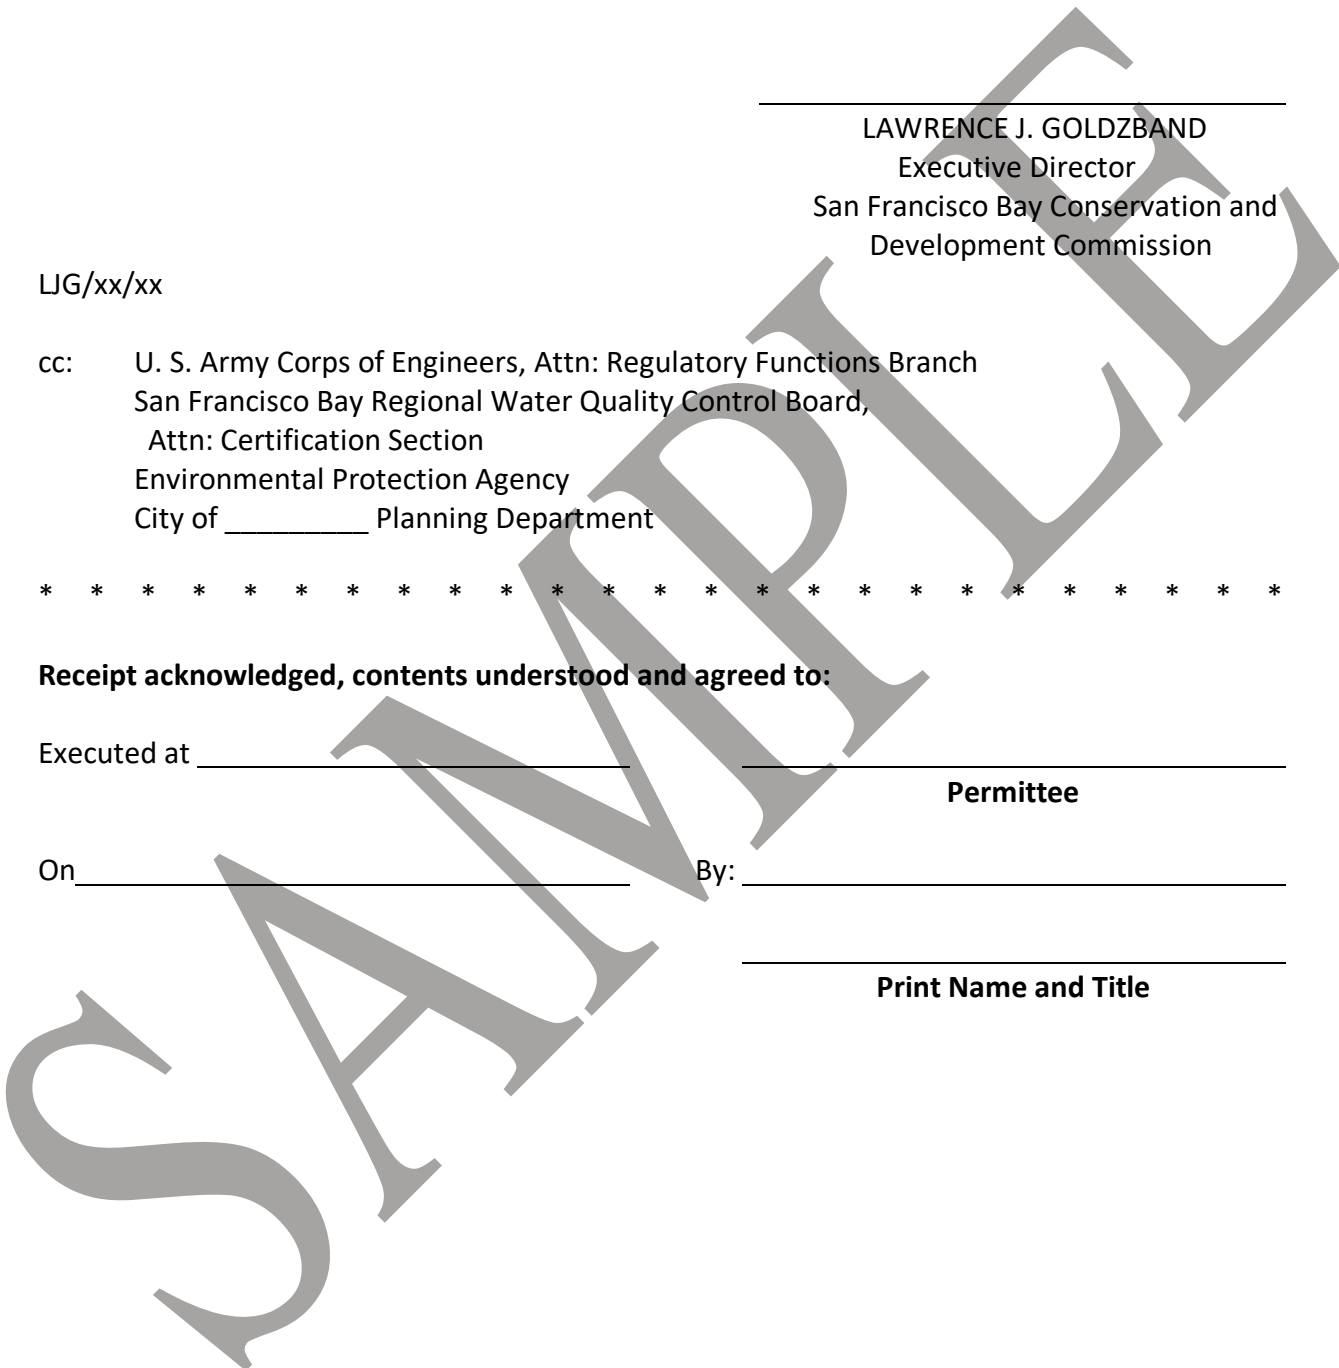 LAWRENCE J. GOLDZBAND
Executive Director
San Francisco Bay Conservation and
Development Commission
LJG/xx/xx
cc: U. S. Army Corps of Engineers, Attn: Regulatory Functions Branch
San Francisco Bay Regional Water Quality Control Board,
Attn: Certification Section
Environmental Protection Agency
City of _________ Planning Department
* * * * * * * * * * * * * * * * * * * * * * * * *
Receipt acknowledged, contents understood and agreed to:
Executed at
Permittee
On By:
Print Name and Title
SAMPLE